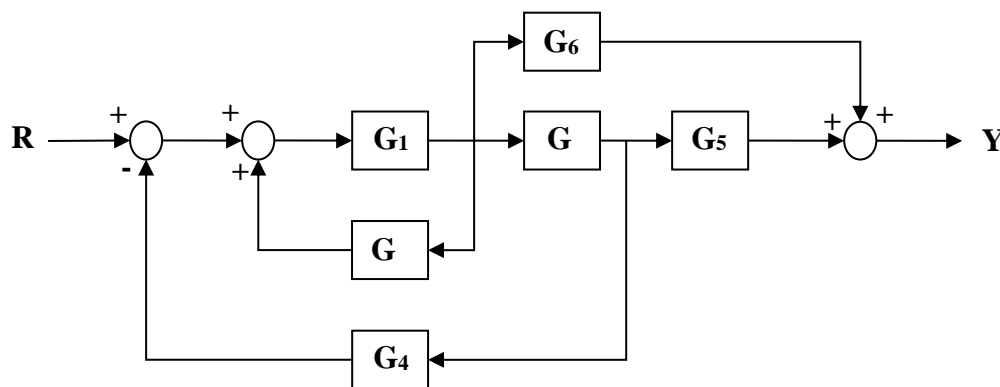 G₆
+ + + +
R G₁ G G₅ Y
- +
G
G₄